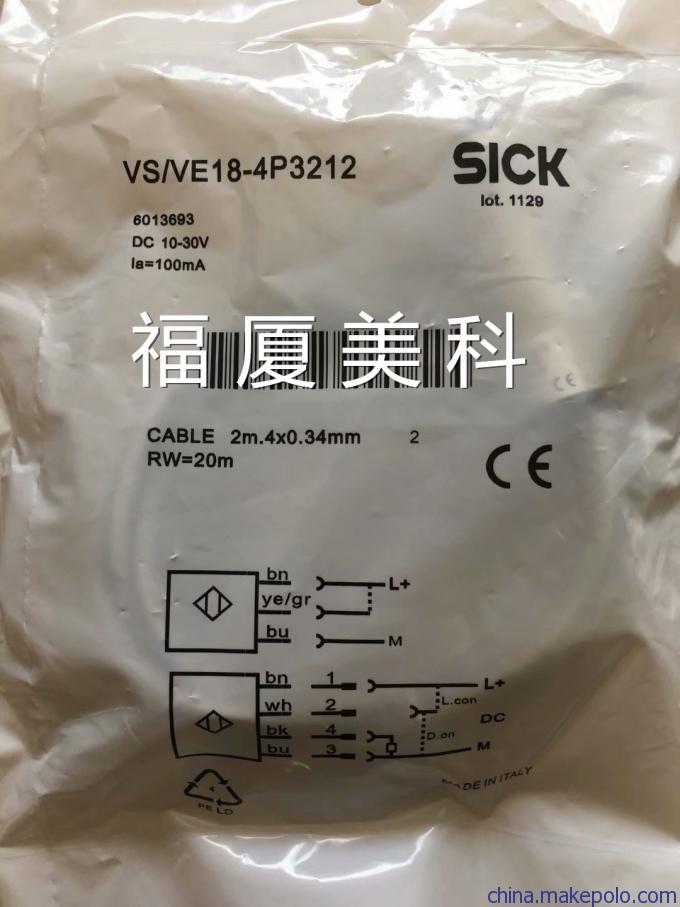 VS/VE18-4P3212
SICK
lot. 1129
6013693
DC 10-30V
Ia=100mA
福厦美科
CE
CABLE 2m.4x0.34mm 2
RW=20m
CE
bn
L+
ye/gr
bu
M
bn 1
L+
L.con
wh 2
DC
bk 4
D.on
bu 3
M
MADE IN ITALY
4
PE LD
china.makepolo.com